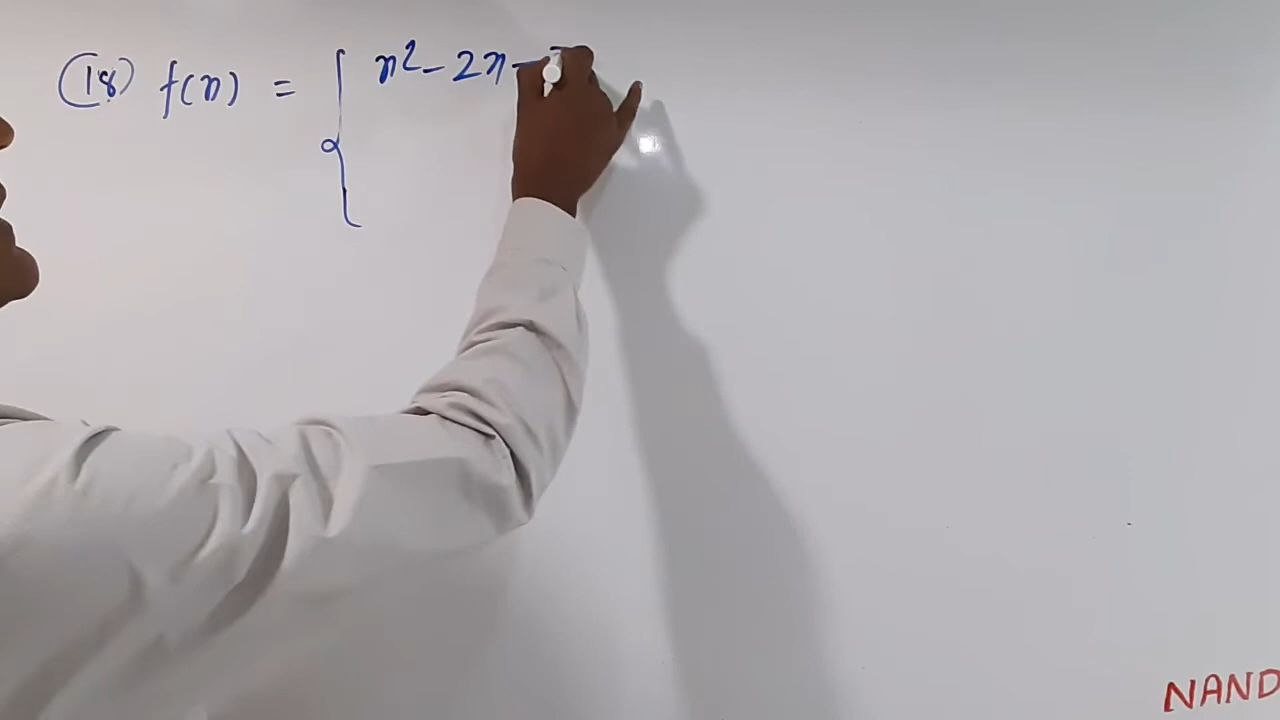 (18) f(x) = { x² - 2x -
NAND